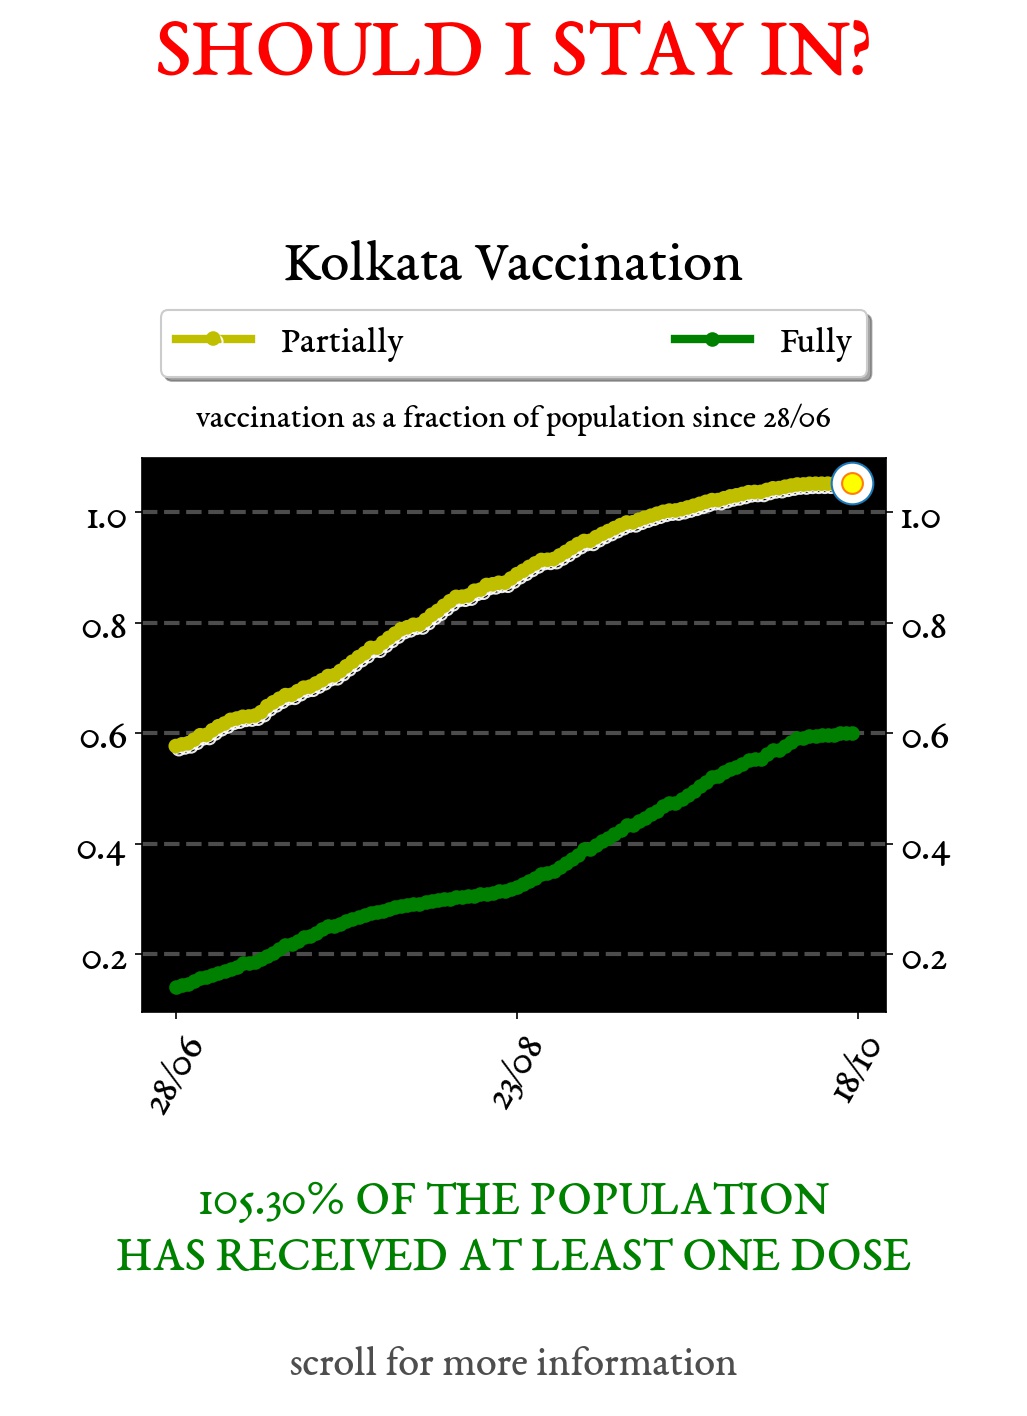 SHOULD I STAY IN?
Kolkata Vaccination
Partially Fully
vaccination as a fraction of population since 28/06
1.0 1.0
0.8 0.8
0.6 0.6
0.4 0.4
0.2 0.2
28/06 23/08 18/10
105.30% OF THE POPULATION
HAS RECEIVED AT LEAST ONE DOSE
scroll for more information